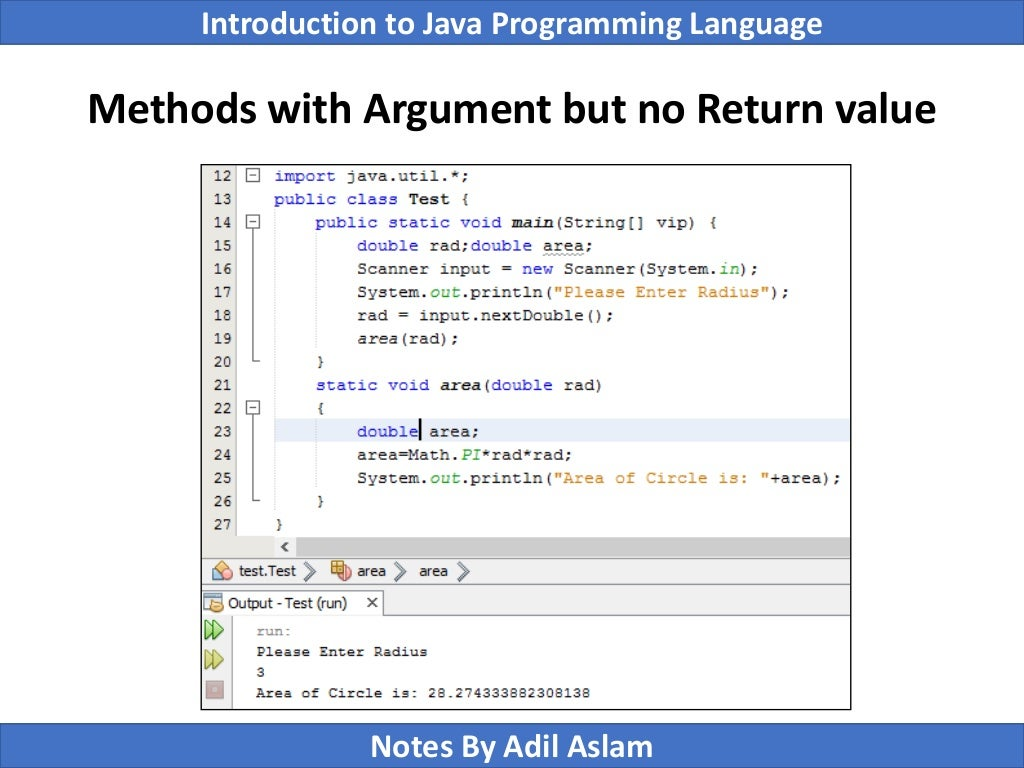 Introduction to Java Programming Language
Methods with Argument but no Return value
12 import java.util.*;
13 public class Test {
14     public static void main(String[] vip) {
15         double rad;double area;
16         Scanner input = new Scanner(System.in);
17         System.out.println("Please Enter Radius");
18         rad = input.nextDouble();
19         area(rad);
20     }
21     static void area(double rad)
22     {
23         double area;
24         area=Math.PI*rad*rad;
25         System.out.println("Area of Circle is: "+area);
26     }
27 }
test.Test area area
Output - Test (run)
run:
Please Enter Radius
3
Area of Circle is: 28.274333882308138
Notes By Adil Aslam